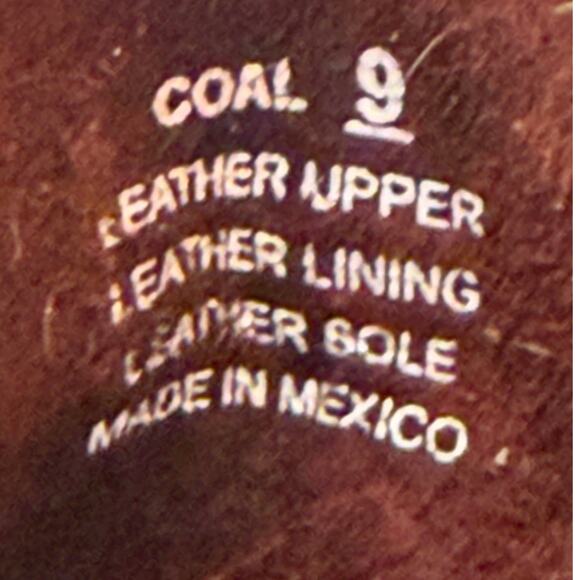 COAL 9
LEATHER UPPER
LEATHER LINING
LEATHER SOLE
MADE IN MEXICO